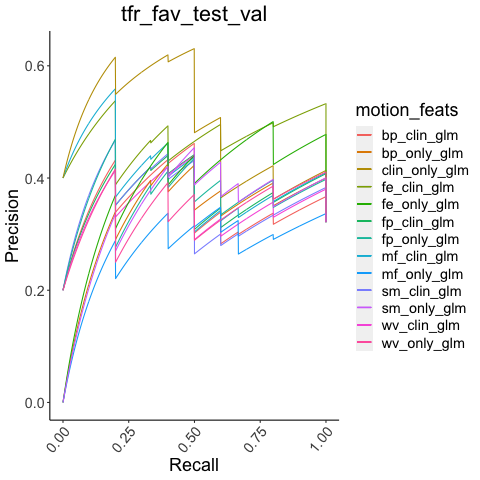 tfr_fav_test_val
Precision
0.6
0.4
0.2
0.0
0.00
0.25
0.50
0.75
1.00
Recall
motion_feats
bp_clin_glm
bp_only_glm
clin_only_glm
fe_clin_glm
fe_only_glm
fp_clin_glm
fp_only_glm
mf_clin_glm
mf_only_glm
sm_clin_glm
sm_only_glm
wv_clin_glm
wv_only_glm